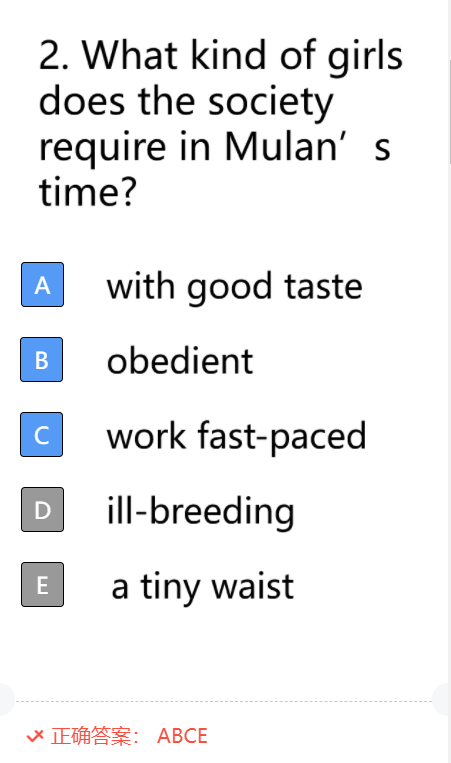 2. What kind of girls
does the society
require in Mulan’s
time?
A with good taste
B obedient
C work fast-paced
D ill-breeding
E a tiny waist
正确答案: ABCE